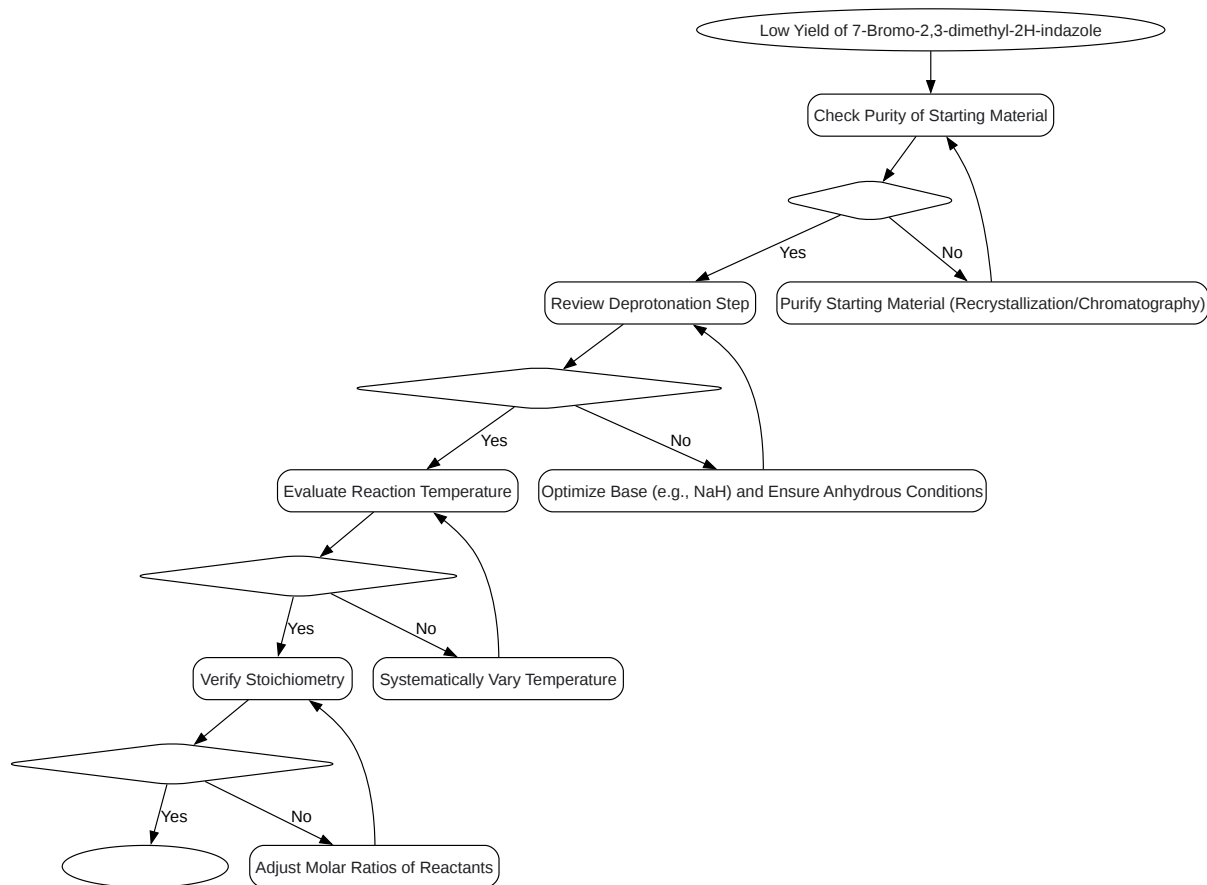 Low Yield of 7-Bromo-2,3-dimethyl-2H-indazole
Check Purity of Starting Material
Yes
No
Review Deprotonation Step
Purify Starting Material (Recrystallization/Chromatography)
Yes
No
Evaluate Reaction Temperature
Optimize Base (e.g., NaH) and Ensure Anhydrous Conditions
Yes
No
Verify Stoichiometry
Systematically Vary Temperature
Yes
No
Adjust Molar Ratios of Reactants